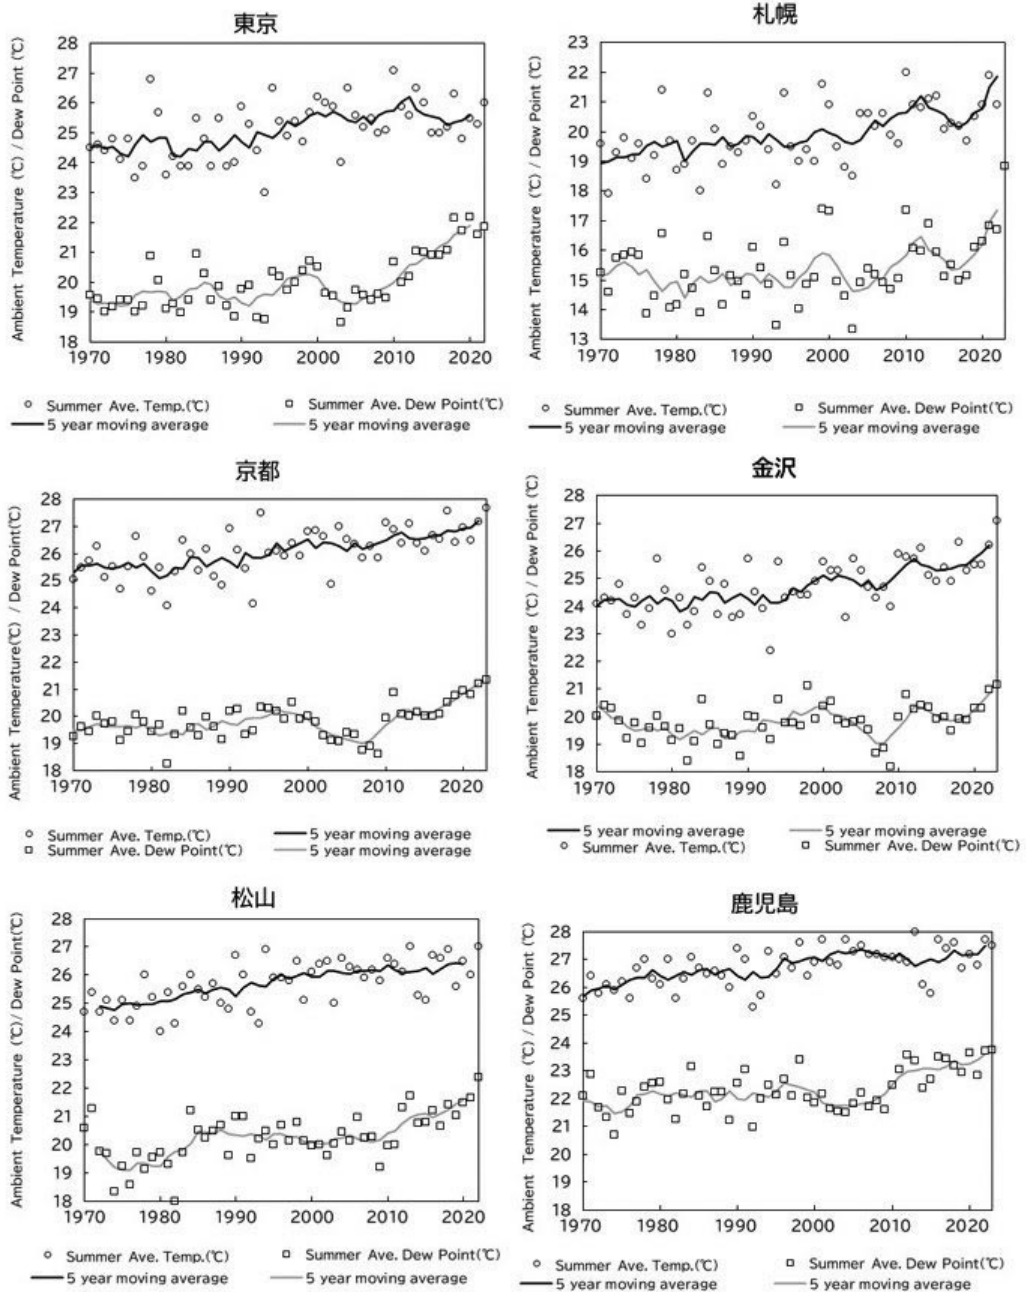 東京
Ambient Temperature (℃) / Dew Point (℃)
28
27
26
25
24
23
22
21
20
19
18
1970 1980 1990 2000 2010 2020
Summer Ave. Temp.(℃)
Summer Ave. Dew Point(℃)
5 year moving average
5 year moving average
札幌
Ambient Temperature(℃) / Dew Point (℃)
23
22
21
20
19
18
17
16
15
14
13
1970 1980 1990 2000 2010 2020
Summer Ave. Temp.(℃)
Summer Ave. Dew Point(℃)
5 year moving average
5 year moving average
京都
Ambient Temperature(℃) / Dew Point(℃)
28
27
26
25
24
23
22
21
20
19
18
1970 1980 1990 2000 2010 2020
Summer Ave. Temp.(℃)
5 year moving average
Summer Ave. Dew Point(℃)
5 year moving average
金沢
Ambient Temperature (℃) / Dew Point (℃)
28
27
26
25
24
23
22
21
20
19
18
1970 1980 1990 2000 2010 2020
5 year moving average
5 year moving average
Summer Ave. Temp.(℃)
Summer Ave. Dew Point(℃)
松山
Ambient Temperature (℃)/ Dew Point(℃)
28
27
26
25
24
23
22
21
20
19
18
1970 1980 1990 2000 2010 2020
Summer Ave. Temp.(℃)
Summer Ave. Dew Point(℃)
5 year moving average
5 year moving average
鹿児島
Ambient Temperature (℃) / Dew Point (℃)
28
27
26
25
24
23
22
21
20
19
18
1970 1980 1990 2000 2010 2020
Summer Ave. Temp.(℃)
Summer Ave. Dew Point(℃)
5 year moving average
5 year moving average